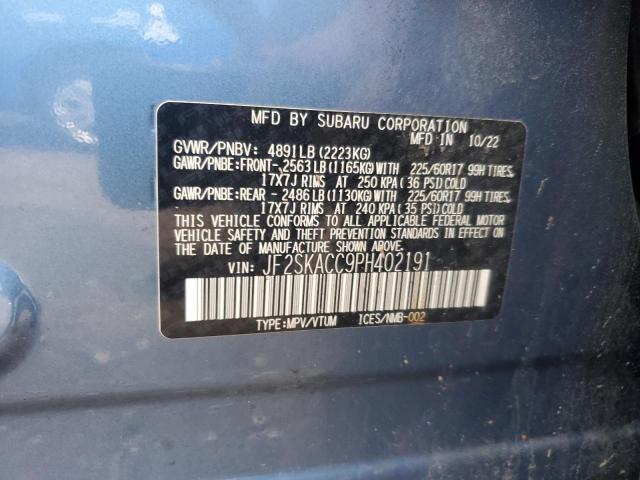 MFD BY SUBARU CORPORATION
MFD IN 10/22
GVWR/PNBV: 4891LB (2223KG)
GAWR/PNBE:FRONT- 2563LB (1165KG) WITH 225/60R17 99H TIRES,
17X7J RIMS AT 250 KPA ( 36 PSI) COLD
GAWR/PNBE:REAR - 2486LB (1130KG) WITH 225/60R17 99H TIRES,
17X7J RIMS AT 240 KPA ( 35 PSI) COLD
THIS VEHICLE CONFORMS TO ALL APPLICABLE FEDERAL MOTOR
VEHICLE SAFETY AND THEFT PREVENTION STANDARDS IN EFFECT ON
THE DATE OF MANUFACTURE SHOWN ABOVE.
VIN: JF2SKACC9PH402191
TYPE:MPV/VTUM ICES/NMB-002